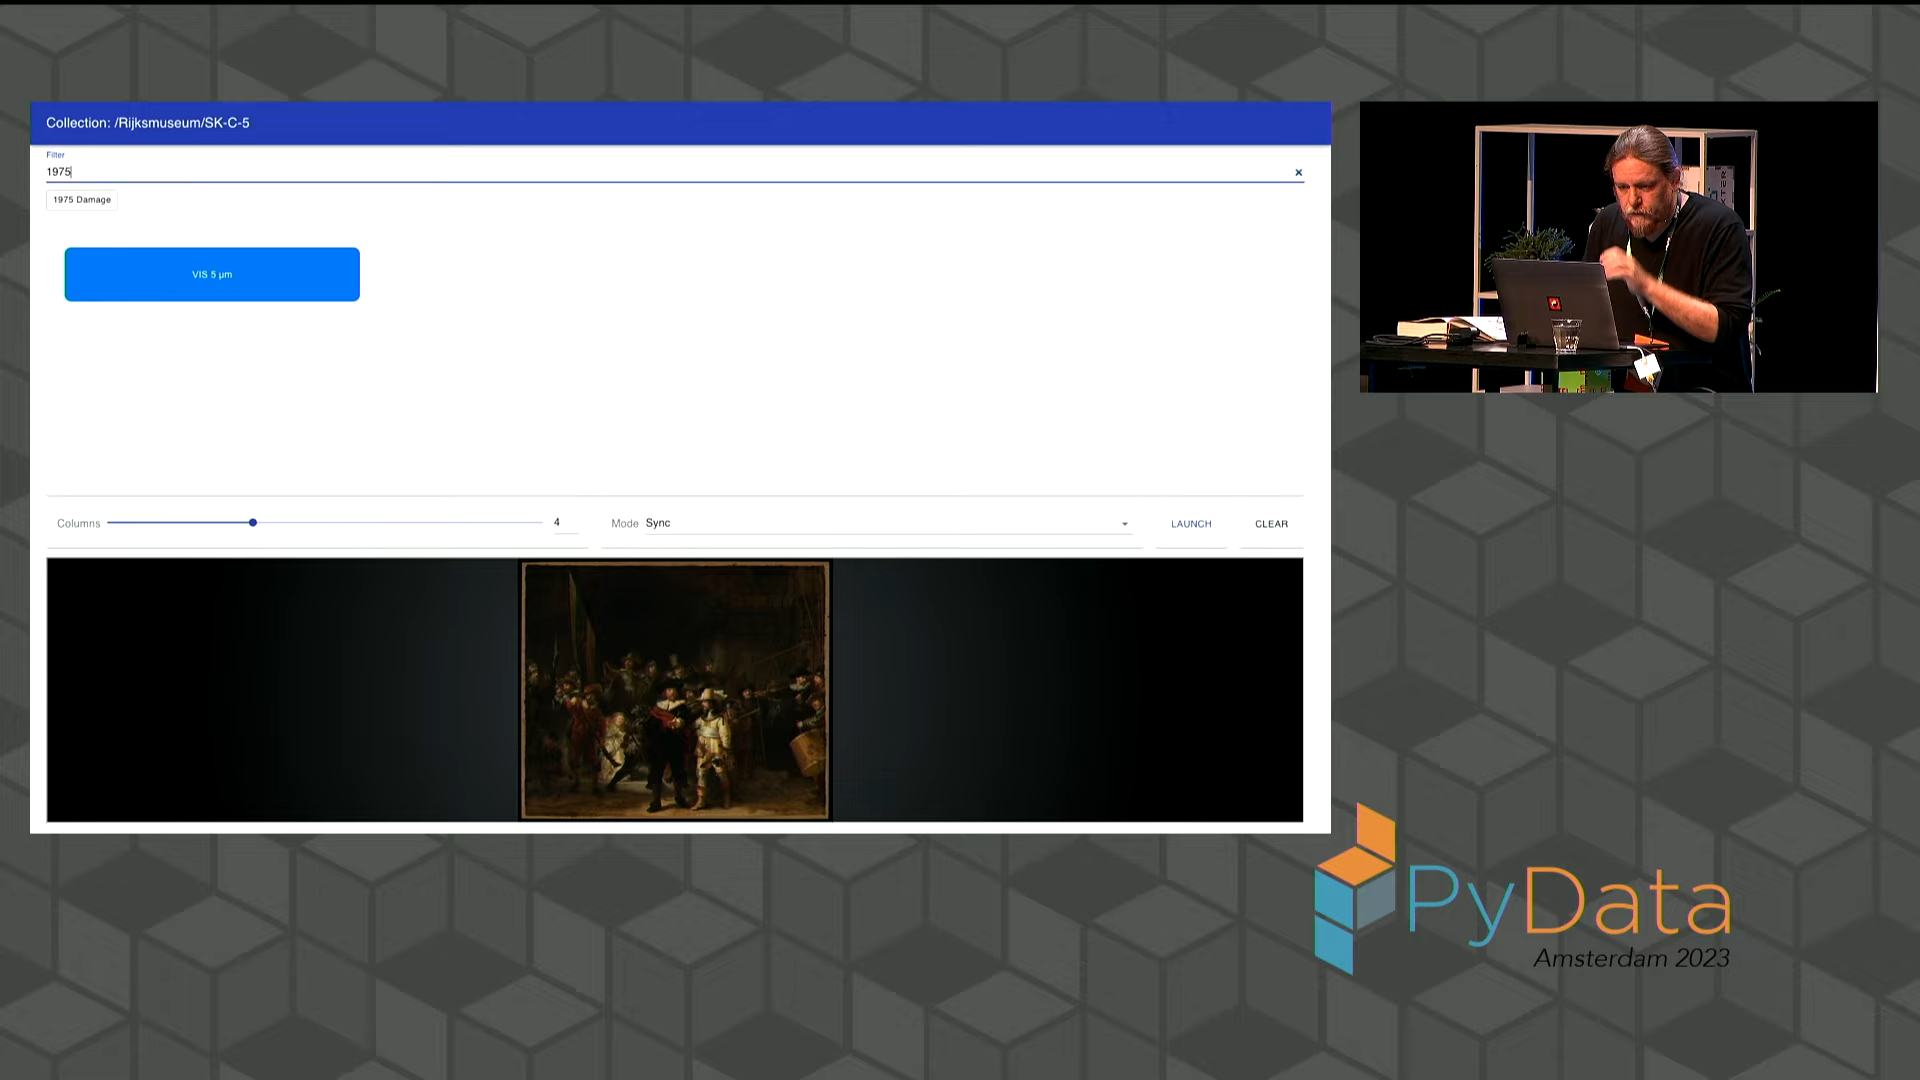 Collection: /Rijksmuseum/SK-C-5
Filter
1975
1975 Damage
VIS 5 µm
Columns 4 Mode Sync LAUNCH CLEAR
PyData
Amsterdam 2023